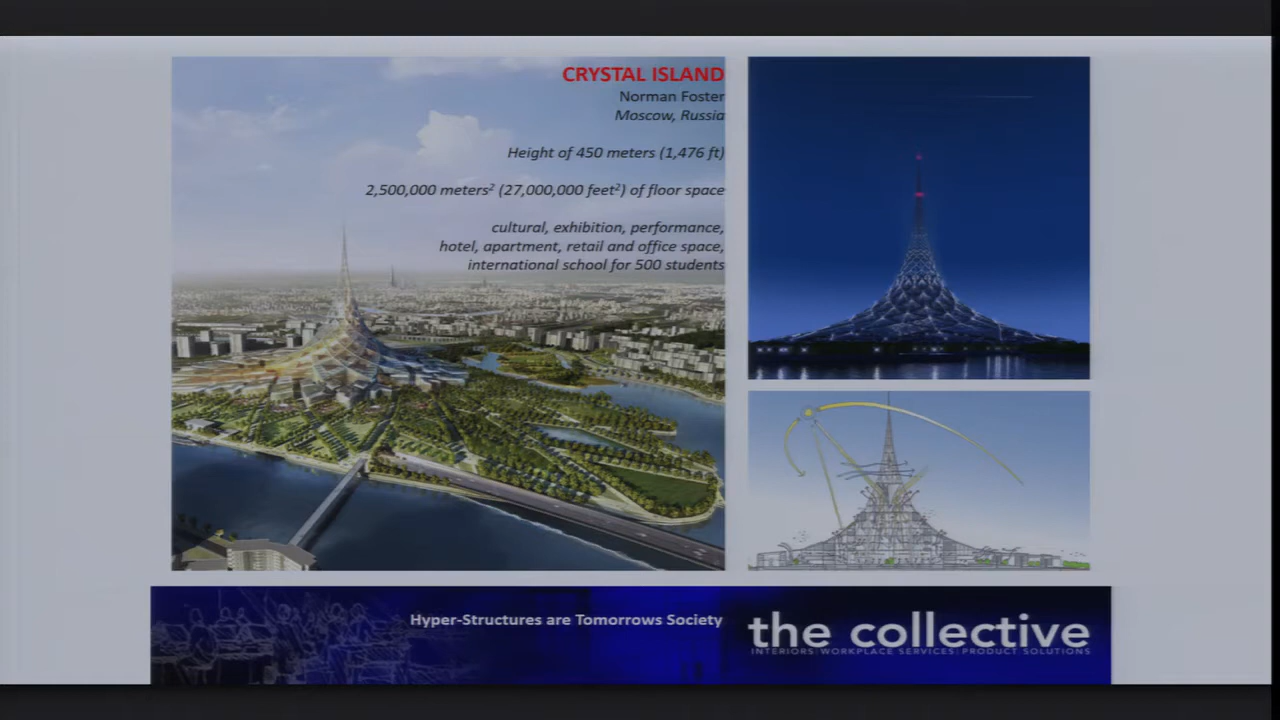 CRYSTAL ISLAND
Norman Foster
Moscow, Russia
Height of 450 meters (1,476 ft)
2,500,000 meters² (27,000,000 feet²) of floor space
cultural, exhibition, performance,
hotel, apartment, retail and office space,
international school for 500 students
Hyper-Structures are Tomorrows Society
the collective
INTERIORS|WORKPLACE SERVICES|PRODUCT SOLUTIONS